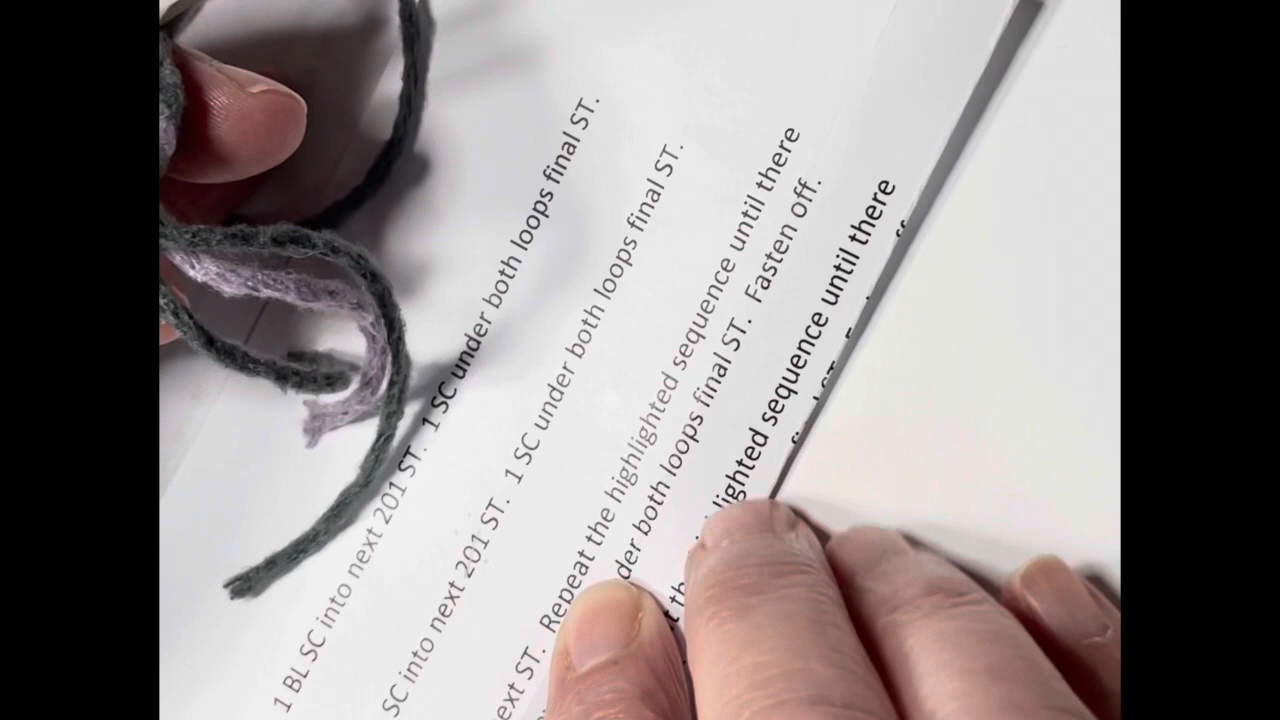 1 BL SC into next 201 ST. 1 SC under both loops final ST.
SC into next 201 ST. 1 SC under both loops final ST.
ext ST. Repeat the highlighted sequence until there
der both loops final ST. Fasten off.
lighted sequence until there